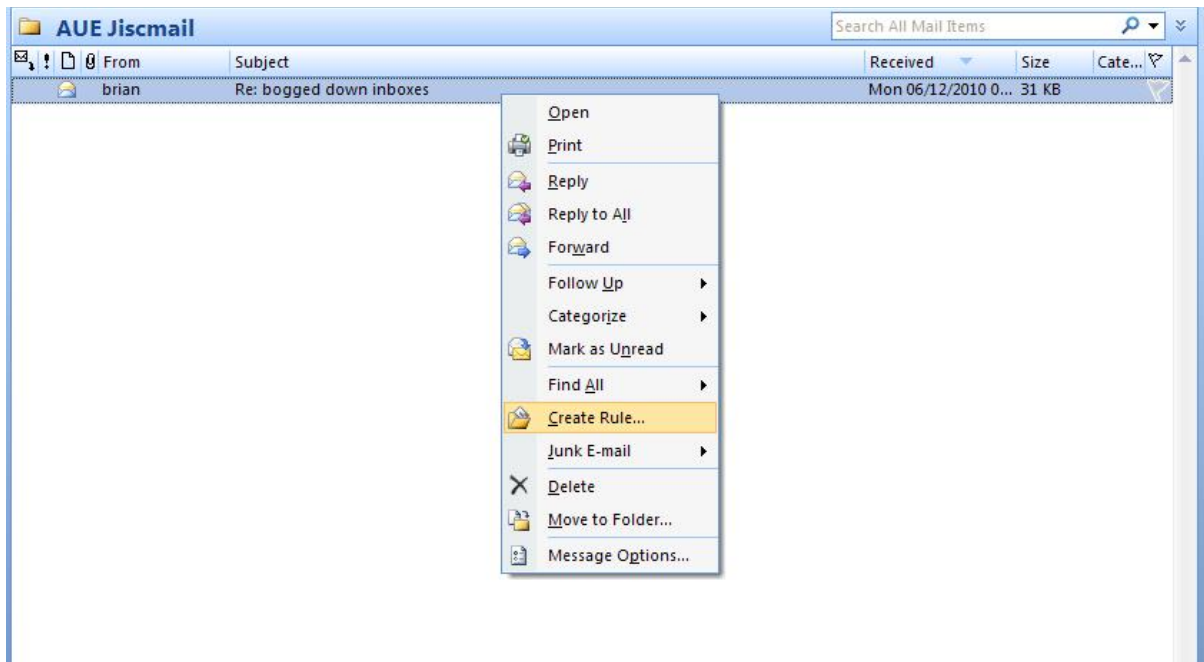 AUE Jiscmail
Search All Mail Items
! From Subject Received Size Cate...
brian Re: bogged down inboxes Mon 06/12/2010 0... 31 KB
Open
Print
Reply
Reply to All
Forward
Follow Up
Categorize
Mark as Unread
Find All
Create Rule...
Junk E-mail
Delete
Move to Folder...
Message Options...